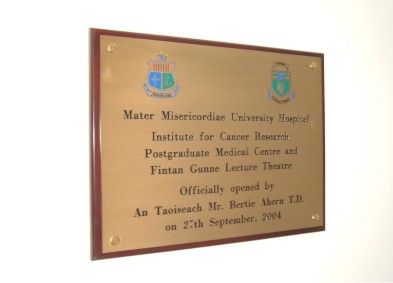 Mater Misericordiae University Hospital
Institute for Cancer Research
Postgraduate Medical Centre and
Fintan Gunne Lecture Theatre
Officially opened by
An Taoiseach Mr. Bertie Ahern T.D.
on 27th September, 2004